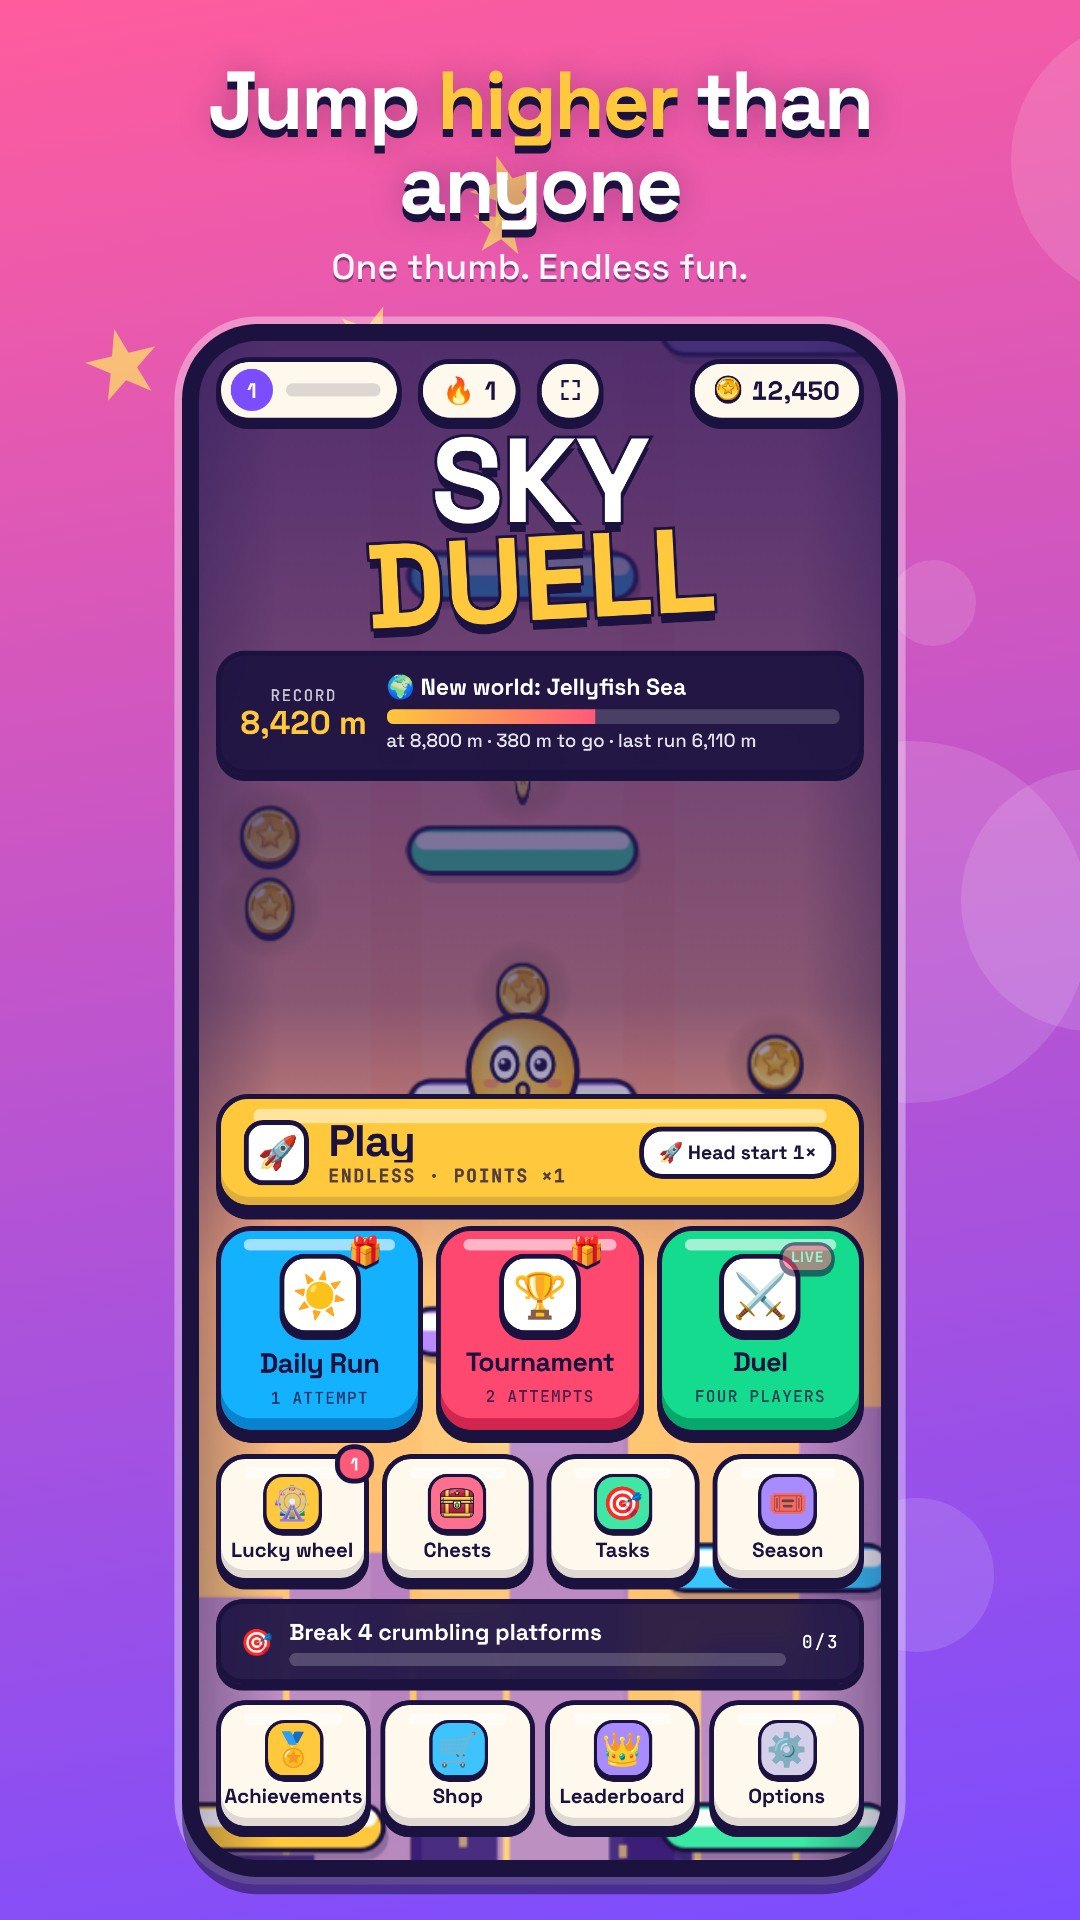 Jump higher than
anyone
One thumb. Endless fun.
1
1
12,450
SKY
DUELL
RECORD
8,420 m
New world: Jellyfish Sea
at 8,800 m · 380 m to go · last run 6,110 m
Play
ENDLESS · POINTS ×1
Head start 1×
LIVE
Daily Run
1 ATTEMPT
Tournament
2 ATTEMPTS
Duel
FOUR PLAYERS
1
Lucky wheel
Chests
Tasks
Season
Break 4 crumbling platforms
0/3
Achievements
Shop
Leaderboard
Options